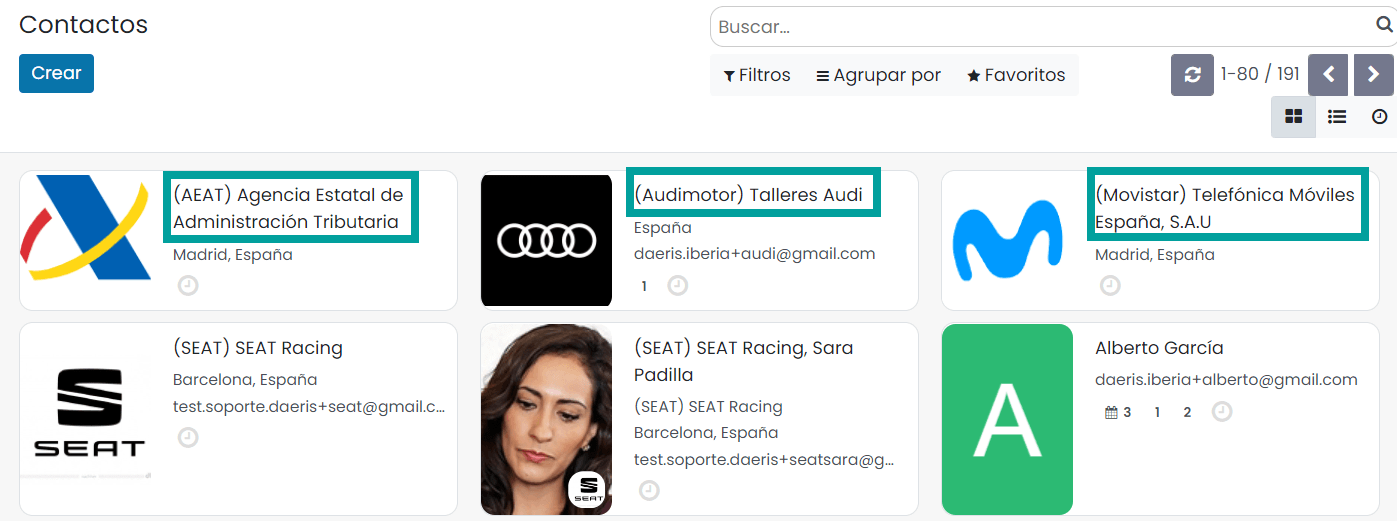 Contactos
Buscar...
Crear
Filtros
Agrupar por
Favoritos
1-80 / 191
(AEAT) Agencia Estatal de
Administración Tributaria
Madrid, España
(Audimotor) Talleres Audi
España
daeris.iberia+audi@gmail.com
1
(Movistar) Telefónica Móviles
España, S.A.U
Madrid, España
SEAT
(SEAT) SEAT Racing
Barcelona, España
test.soporte.daeris+seat@gmail.c...
SEAT
(SEAT) SEAT Racing, Sara
Padilla
(SEAT) SEAT Racing
Barcelona, España
test.soporte.daeris+seatsara@g...
A
Alberto García
daeris.iberia+alberto@gmail.com
3 1 2